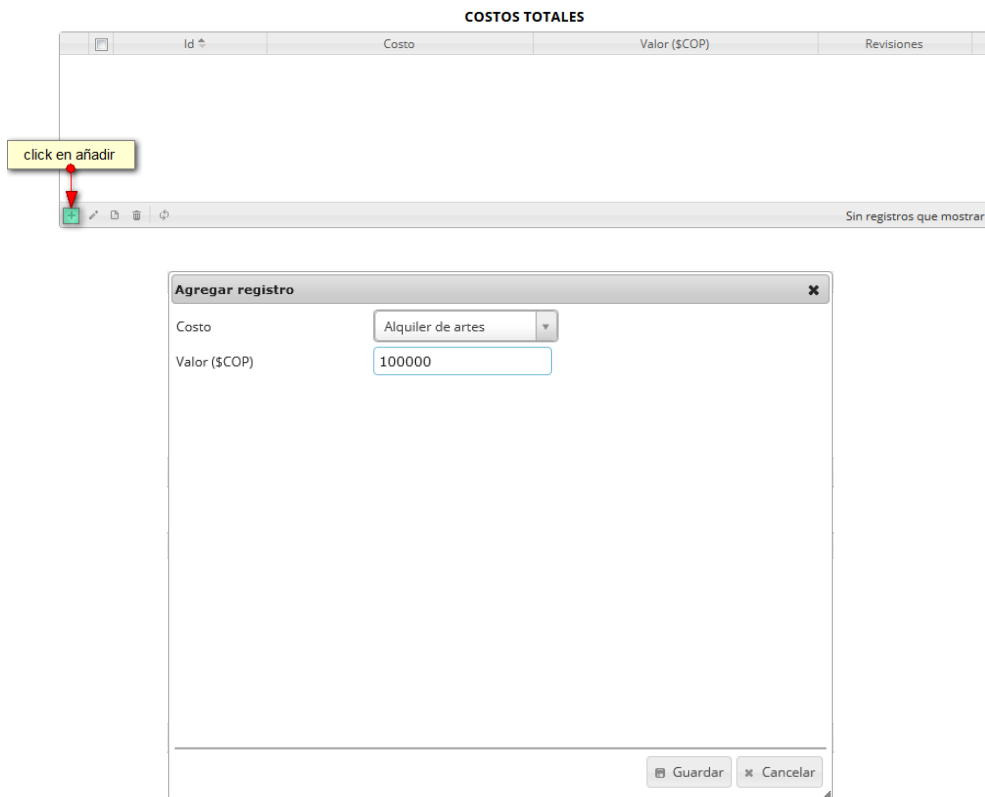 COSTOS TOTALES
Id Costo Valor ($COP) Revisiones
click en añadir
Sin registros que mostrar
Agregar registro
Costo Alquiler de artes
Valor ($COP) 100000
Guardar Cancelar